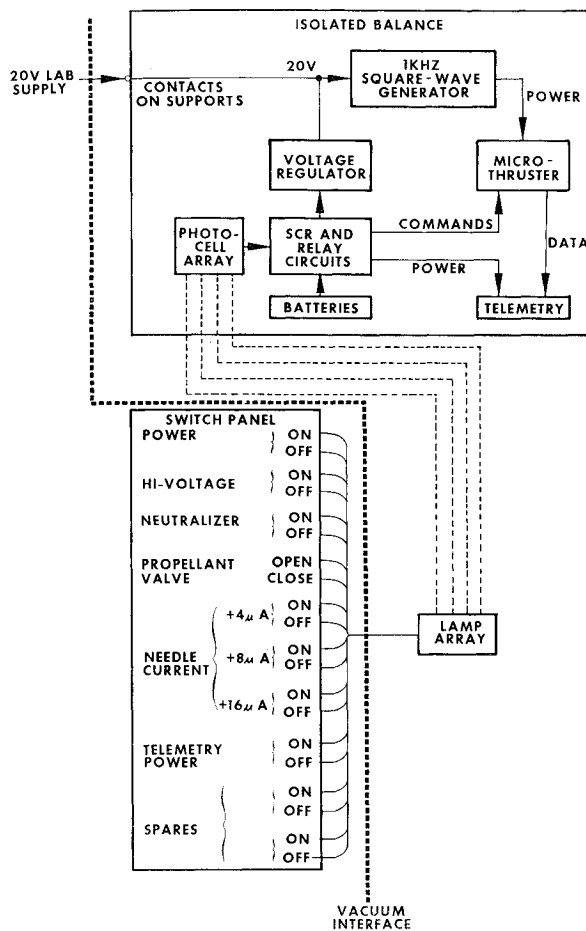 ISOLATED BALANCE
20V LAB
SUPPLY
CONTACTS
ON SUPPORTS
20V
1KHZ
SQUARE-WAVE
GENERATOR
POWER
VOLTAGE
REGULATOR
MICRO-
THRUSTER
PHOTO-
CELL
ARRAY
SCR AND
RELAY
CIRCUITS
COMMANDS
POWER
DATA
BATTERIES
TELEMETRY
SWITCH PANEL
POWER
ON
OFF
HI-VOLTAGE
ON
OFF
NEUTRALIZER
ON
OFF
PROPELLANT
VALVE
OPEN
CLOSE
NEEDLE
CURRENT
+4μA
ON
OFF
+8μA
ON
OFF
+16μA
ON
OFF
TELEMETRY
POWER
ON
OFF
SPARES
ON
OFF
ON
OFF
LAMP
ARRAY
VACUUM
INTERFACE